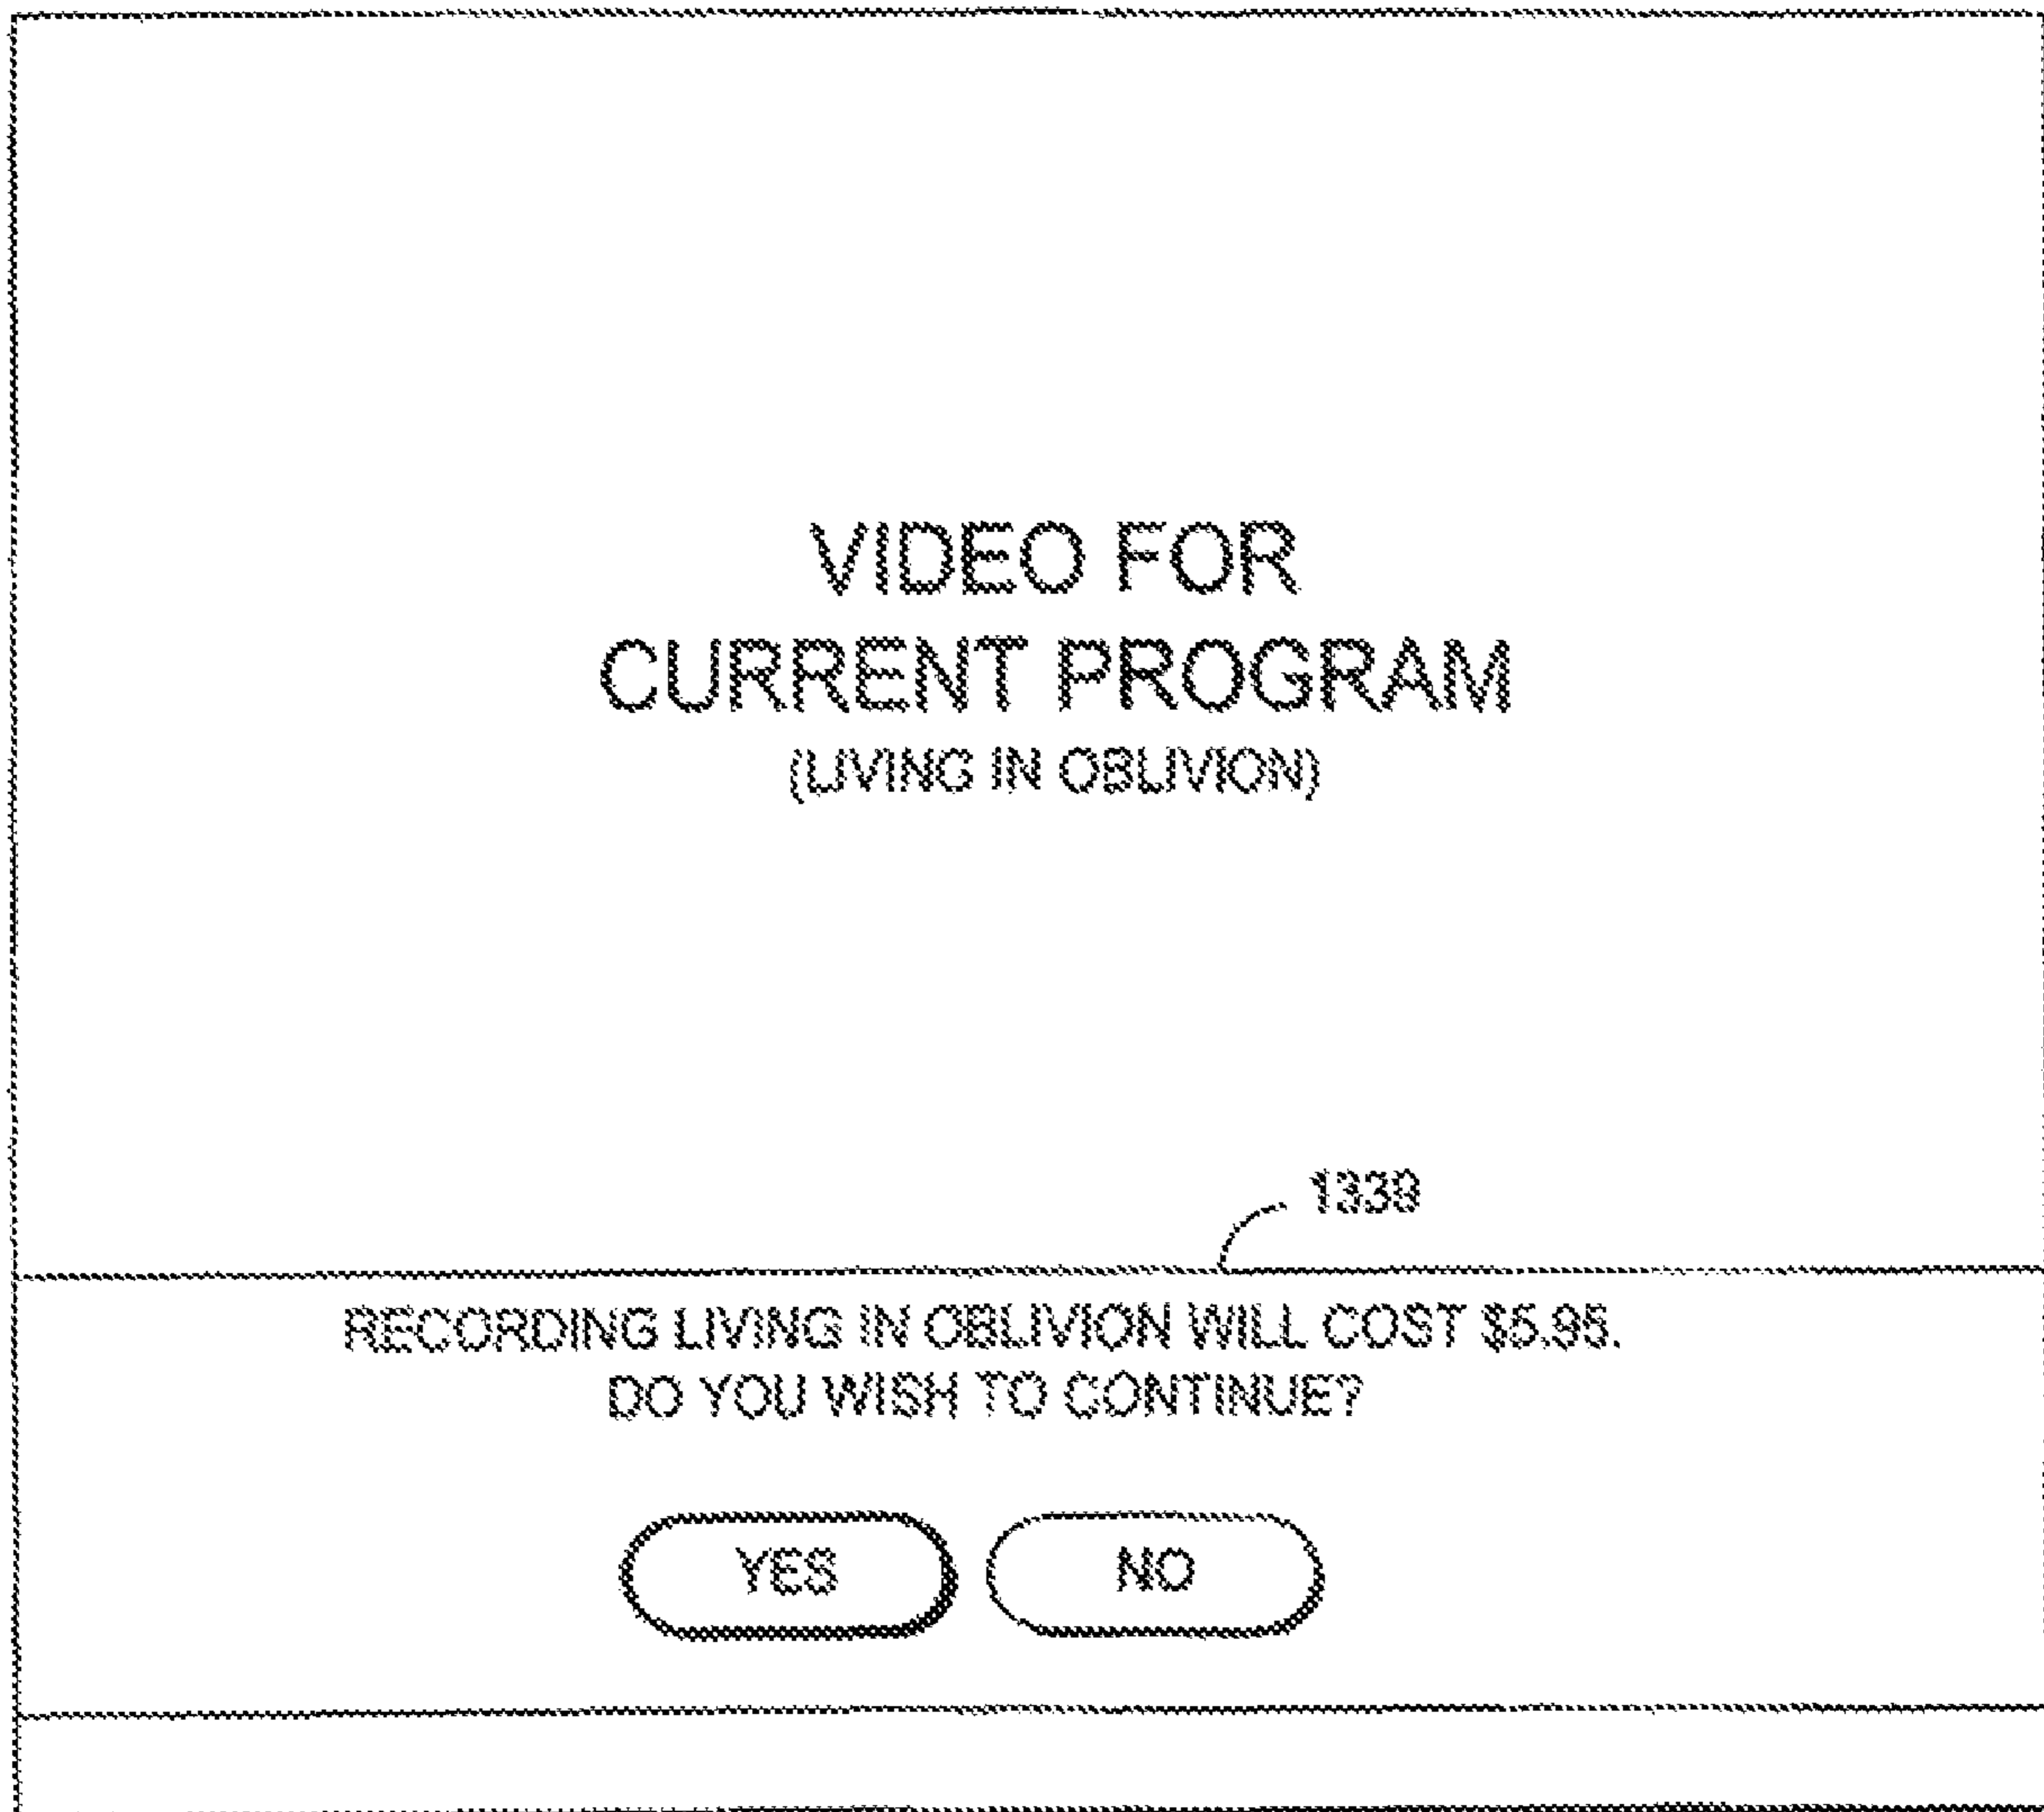 VIDEO FOR
CURRENT PROGRAM
(LIVING IN OBLIVION)
1339
RECORDING LIVING IN OBLIVION WILL COST $5.95.
DO YOU WISH TO CONTINUE?
YES NO